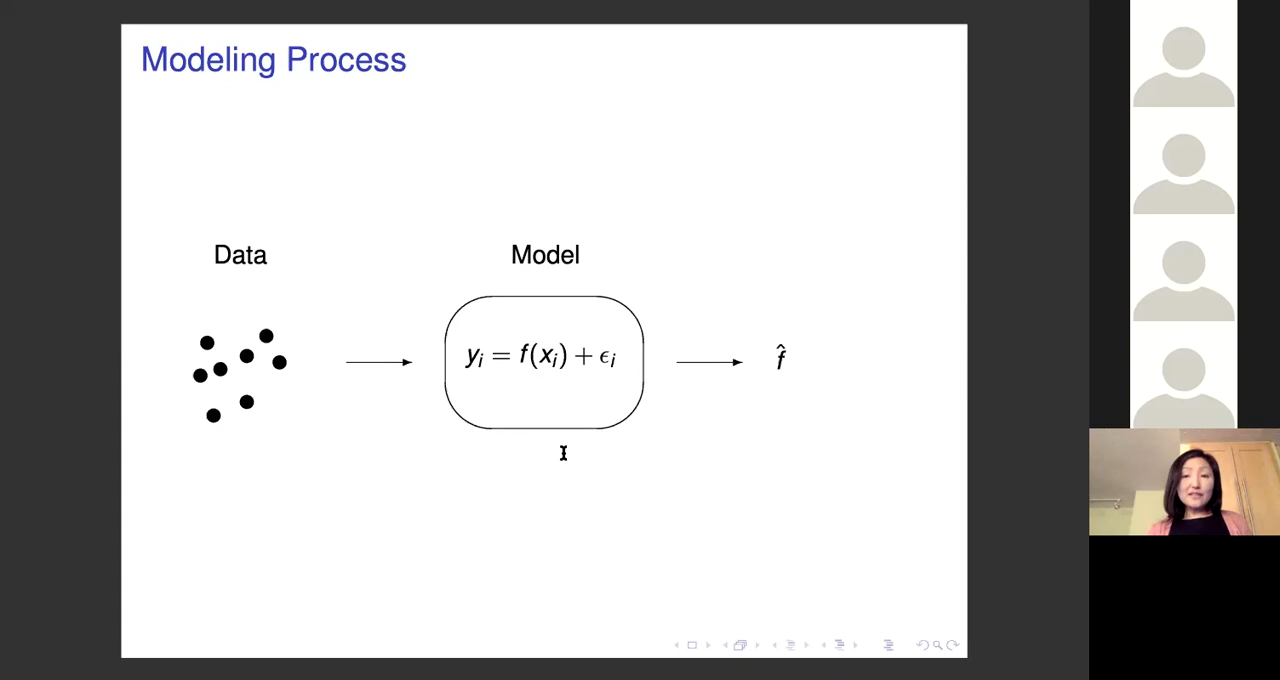 Modeling Process
Data
Model
yᵢ = f(xᵢ) + ϵᵢ
f̂